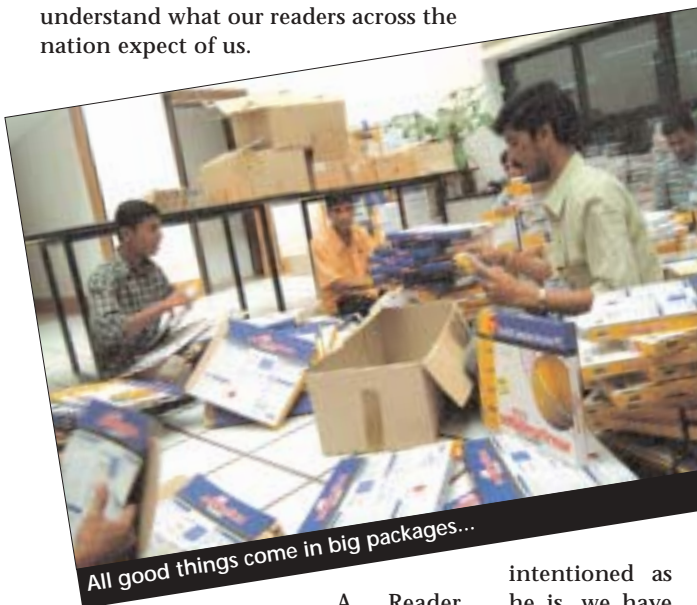 understand what our readers across the
nation expect of us.
All good things come in big packages...
A Reader
intentioned as
he is, we have